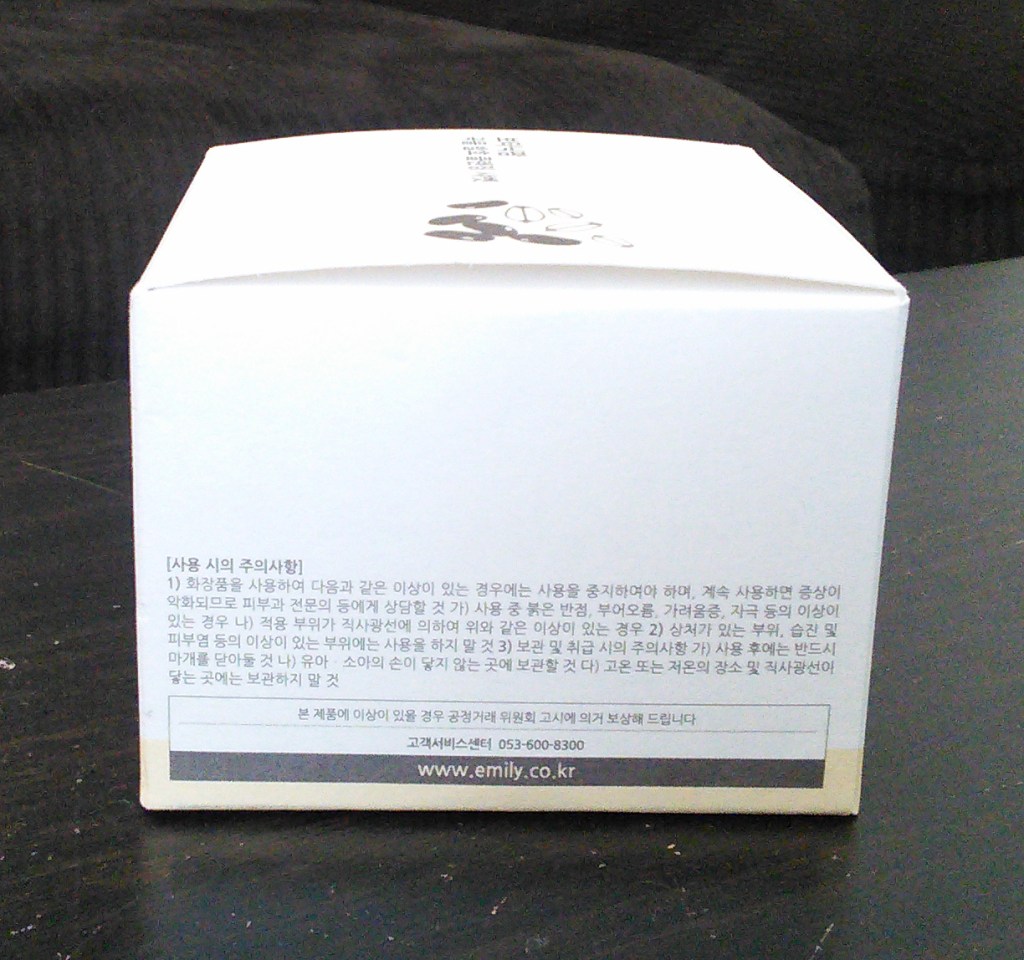 [사용 시의 주의사항]
1) 화장품을 사용하여 다음과 같은 이상이 있는 경우에는 사용을 중지하여야 하며, 계속 사용하면 증상이
악화되므로 피부과 전문의 등에게 상담할 것 가) 사용 중 붉은 반점, 부어오름, 가려움증, 자극 등의 이상이
있는 경우 나) 적용 부위가 직사광선에 의하여 위와 같은 이상이 있는 경우 2) 상처가 있는 부위, 습진 및
피부염 등의 이상이 있는 부위에는 사용을 하지 말 것 3) 보관 및 취급 시의 주의사항 가) 사용 후에는 반드시
마개를 닫아둘 것 나) 유아·소아의 손이 닿지 않는 곳에 보관할 것 다) 고온 또는 저온의 장소 및 직사광선이
닿는 곳에는 보관하지 말 것
본 제품에 이상이 있을 경우 공정거래 위원회 고시에 의거 보상해 드립니다
고객서비스센터 053-600-8300
www.emily.co.kr